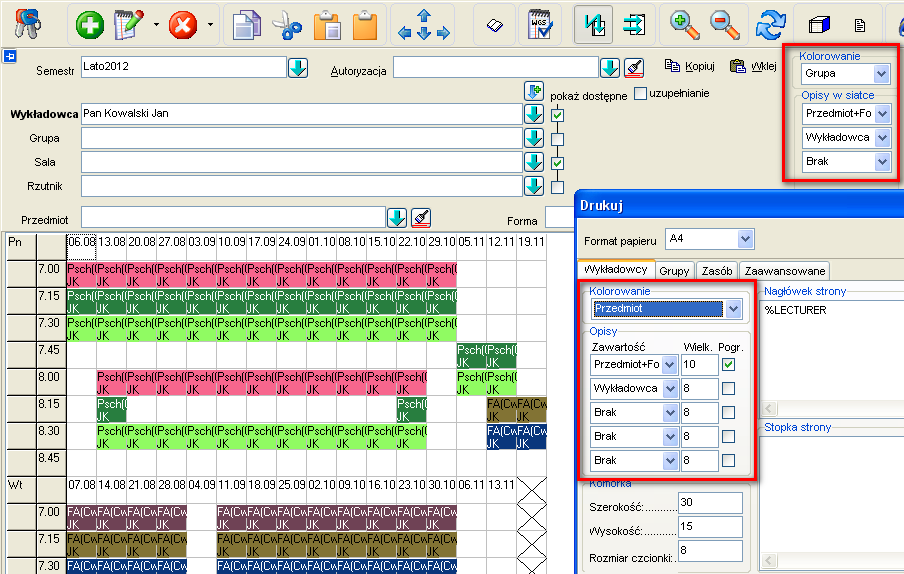 WGS
Semestr Lato2012 Autoryzacja Kopiuj Wklej
Kolorowanie
Grupa
Opisy w siatce
Przedmiot+Fo
Wykładowca
Brak
pokaż dostępne uzupełnianie
Wykładowca Pan Kowalski Jan
Grupa
Sala
Rzutnik
Przedmiot Forma
Drukuj
Format papieru A4
Wykładowcy Grupy Zasób Zaawansowane
Kolorowanie
Przedmiot
Opisy
Zawartość Wielk. Pogr.
Przedmiot+Fo 10
Wykładowca 8
Brak 8
Brak 8
Brak 8
Komórka
Szerokość: 30
Wysokość: 15
Rozmiar czcionki: 8
Nagłówek strony
%LECTURER
Stopka strony
Pn 06.08 13.08 20.08 27.08 03.09 10.09 17.09 24.09 01.10 08.10 15.10 22.10 29.10 05.11 12.11 19.11
7.00 Psch(( Psch(( Psch(( Psch(( Psch(( Psch(( Psch(( Psch(( Psch(( Psch(( Psch(( Psch(( Psch((
JK JK JK JK JK JK JK JK JK JK JK JK JK
7.15 Psch(( Psch(( Psch(( Psch(( Psch(( Psch(( Psch(( Psch(( Psch(( Psch(( Psch(( Psch(( Psch((
JK JK JK JK JK JK JK JK JK JK JK JK JK
7.30 Psch(( Psch(( Psch(( Psch(( Psch(( Psch(( Psch(( Psch(( Psch(( Psch(( Psch(( Psch(( Psch((
JK JK JK JK JK JK JK JK JK JK JK JK JK
7.45 Psch(( Psch((
JK JK
8.00 Psch(( Psch(( Psch(( Psch(( Psch(( Psch(( Psch(( Psch(( Psch(( Psch(( Psch(( Psch(( Psch((
JK JK JK JK JK JK JK JK JK JK JK JK JK
8.15 Psch(( Psch(( FA(Cw FA(Cw
JK JK JK JK
8.30 Psch(( Psch(( Psch(( Psch(( Psch(( Psch(( Psch(( Psch(( Psch(( Psch(( Psch(( FA(Cw FA(Cw
JK JK JK JK JK JK JK JK JK JK JK JK JK
8.45
Wt 07.08 14.08 21.08 28.08 04.09 11.09 18.09 25.09 02.10 09.10 16.10 23.10 30.10 06.11 13.11
7.00 FA(Cw FA(Cw FA(Cw FA(Cw FA(Cw FA(Cw FA(Cw FA(Cw FA(Cw FA(Cw FA(Cw FA(Cw
JK JK JK JK JK JK JK JK JK JK JK JK
7.15 FA(Cw FA(Cw FA(Cw FA(Cw FA(Cw FA(Cw FA(Cw FA(Cw FA(Cw FA(Cw FA(Cw FA(Cw
JK JK JK JK JK JK JK JK JK JK JK JK
7.30 FA(Cw FA(Cw FA(Cw FA(Cw FA(Cw FA(Cw FA(Cw FA(Cw FA(Cw FA(Cw FA(Cw FA(Cw